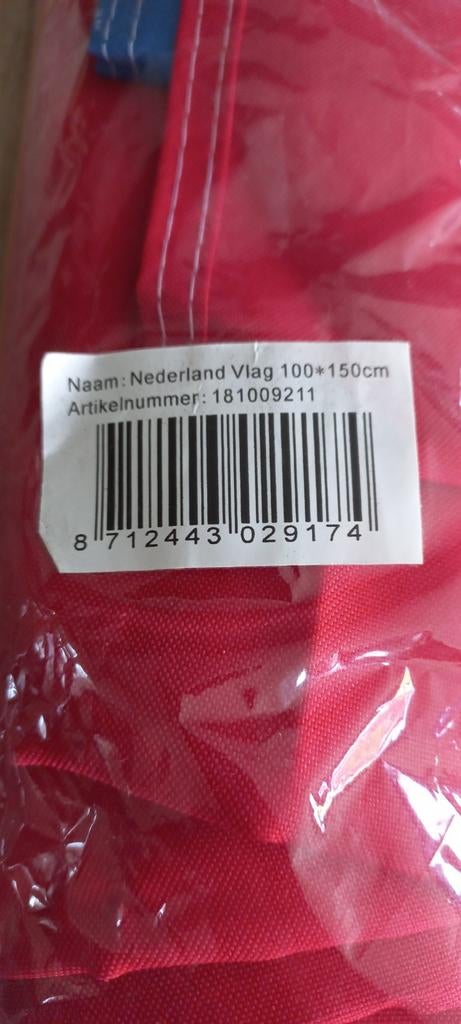 Naam: Nederland Vlag 100*150cm
Artikelnummer: 181009211
8 712443 029174